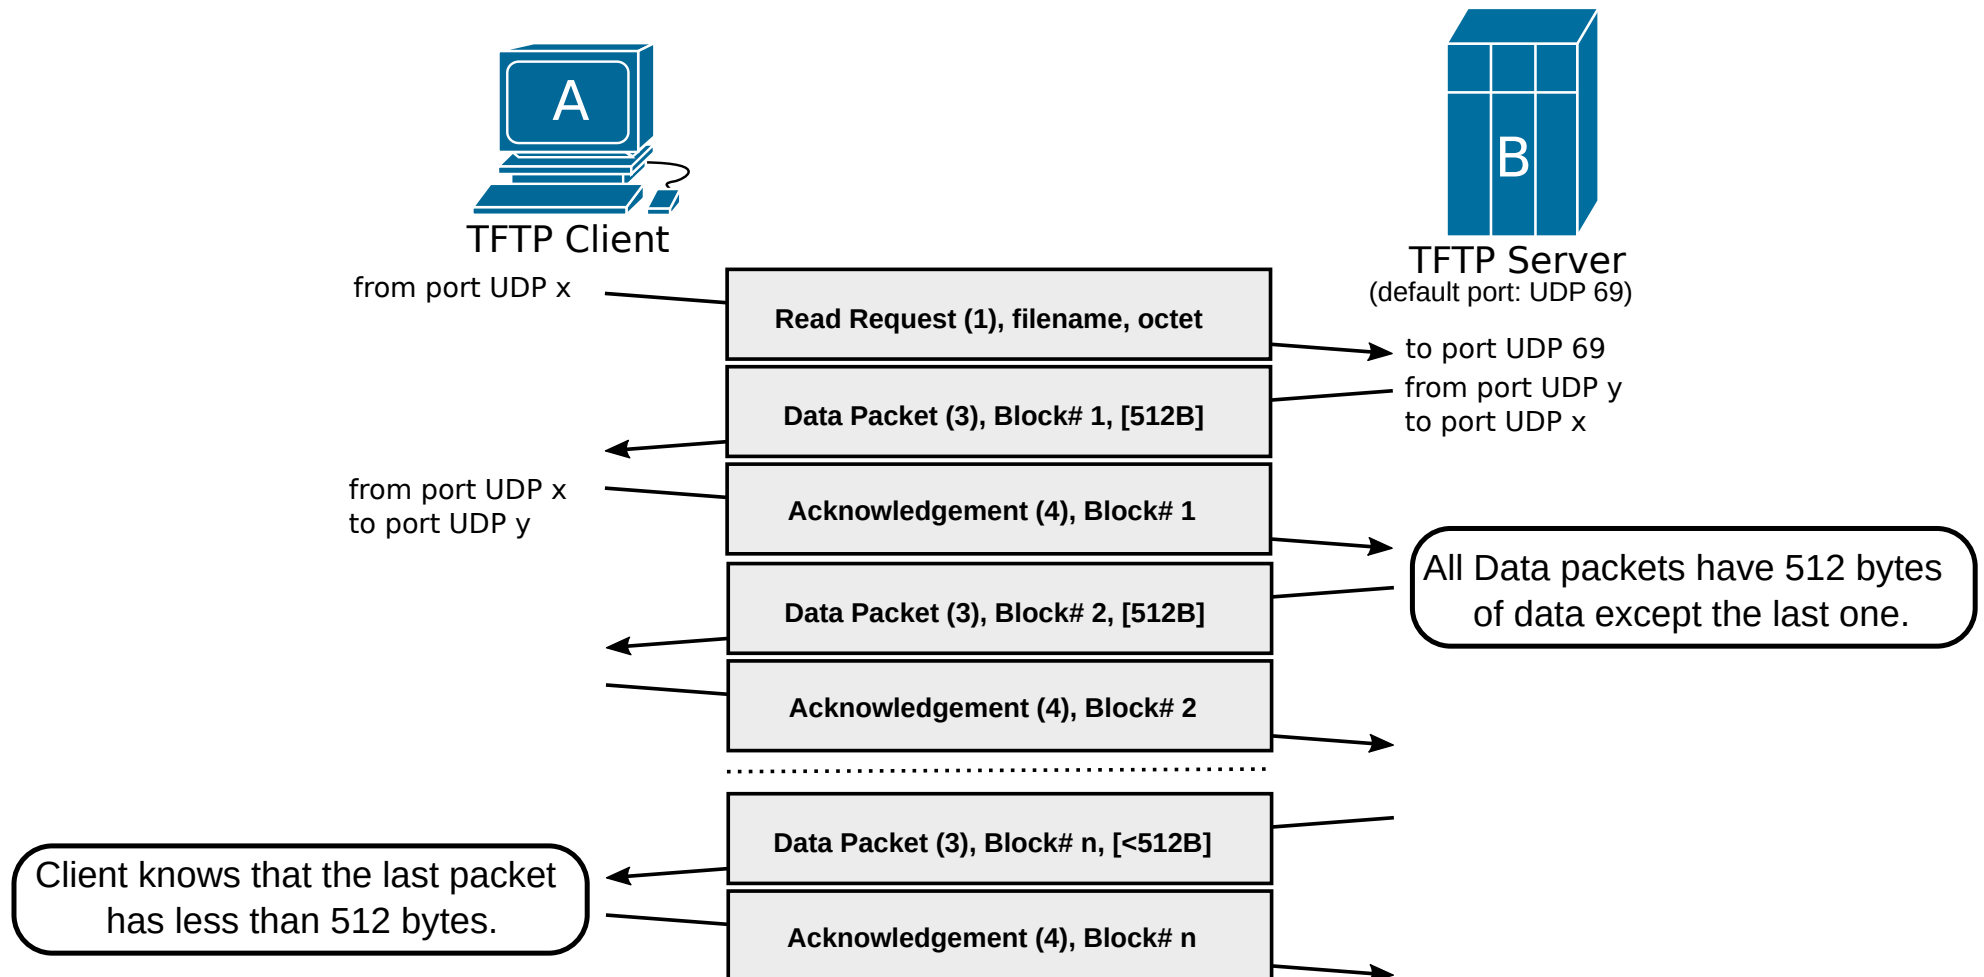 A
B
TFTP Client
TFTP Server
(default port: UDP 69)
from port UDP x
Read Request (1), filename, octet
to port UDP 69
from port UDP y
to port UDP x
Data Packet (3), Block# 1, [512B]
from port UDP x
to port UDP y
Acknowledgement (4), Block# 1
All Data packets have 512 bytes
of data except the last one.
Data Packet (3), Block# 2, [512B]
Acknowledgement (4), Block# 2
Data Packet (3), Block# n, [<512B]
Client knows that the last packet
has less than 512 bytes.
Acknowledgement (4), Block# n